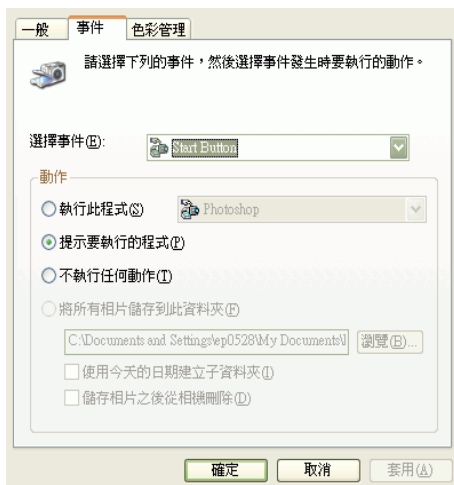 一般 事件 色彩管理
請選擇下列的事件，然後選擇事件發生時要執行的動作。
選擇事件(E): Start Button
動作
執行此程式(S) Photoshop
提示要執行的程式(P)
不執行任何動作(T)
將所有相片儲存到此資料夾(F)
C:\Documents and Settings\ep0528\My Documents\ 瀏覽(B)...
使用今天的日期建立子資料夾(I)
儲存相片之後從相機刪除(D)
確定 取消 套用(A)